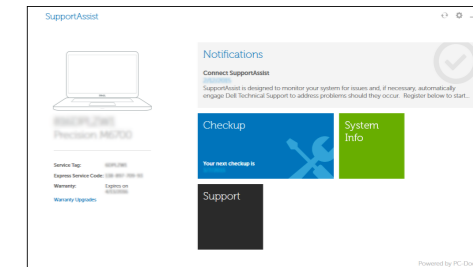 SupportAssist
Notifications
Connect SupportAssist
SupportAssist is designed to monitor your system for issues and, if necessary, automatically
engage Dell Technical Support to address problems should they occur. Register below to start...
Precision M6700
Checkup
Your next checkup is
System
Info
Support
Service Tag:
Express Service Code:
Warranty: Expires on
Warranty Upgrades
Powered by PC-Doc